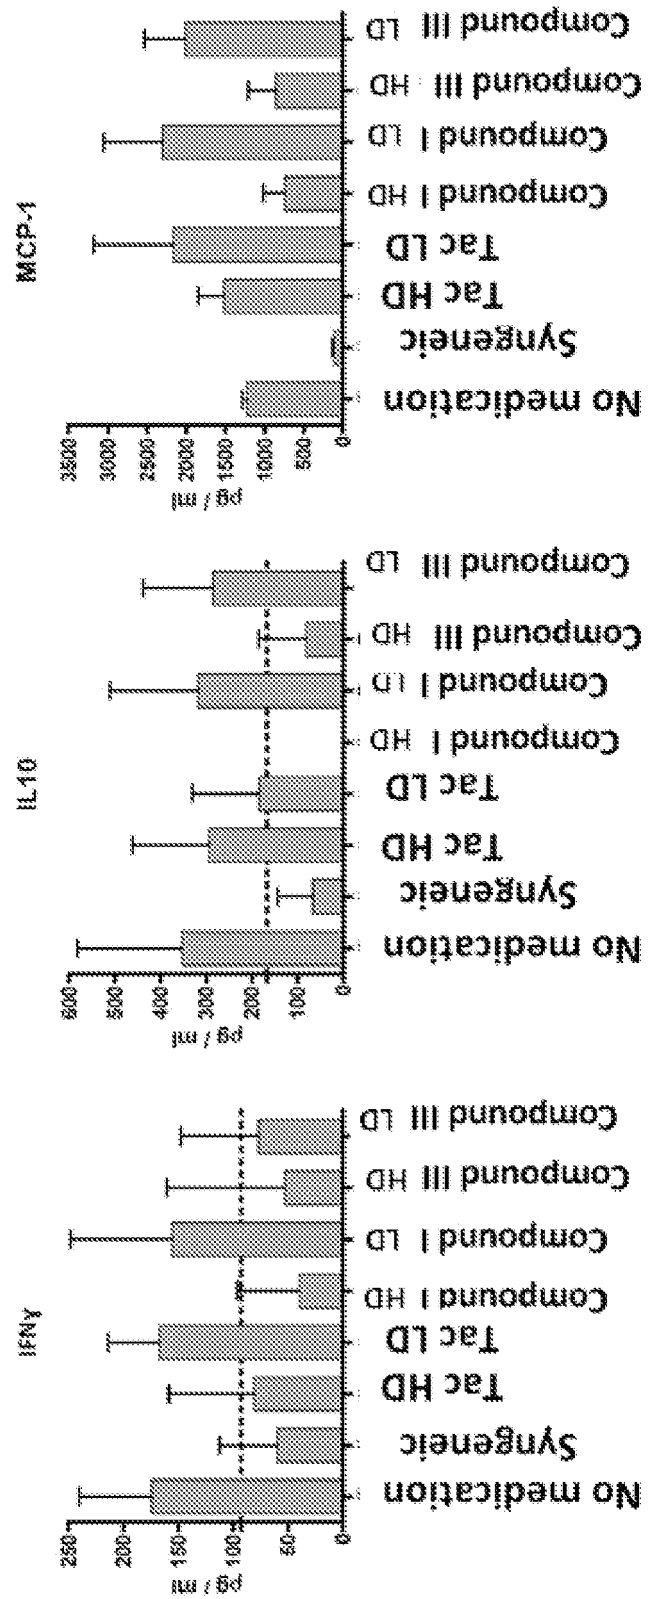 IFNγ
pg / ml
250
200
150
100
50
0
No medication
Syngeneic
Tac HD
Tac LD
Compound I HD
Compound I LD
Compound III HD
Compound III LD
IL10
pg / ml
600
500
400
300
200
100
0
No medication
Syngeneic
Tac HD
Tac LD
Compound I HD
Compound I LD
Compound III HD
Compound III LD
MCP-1
pg / ml
3500
3000
2500
2000
1500
1000
500
0
No medication
Syngeneic
Tac HD
Tac LD
Compound I HD
Compound I LD
Compound III HD
Compound III LD